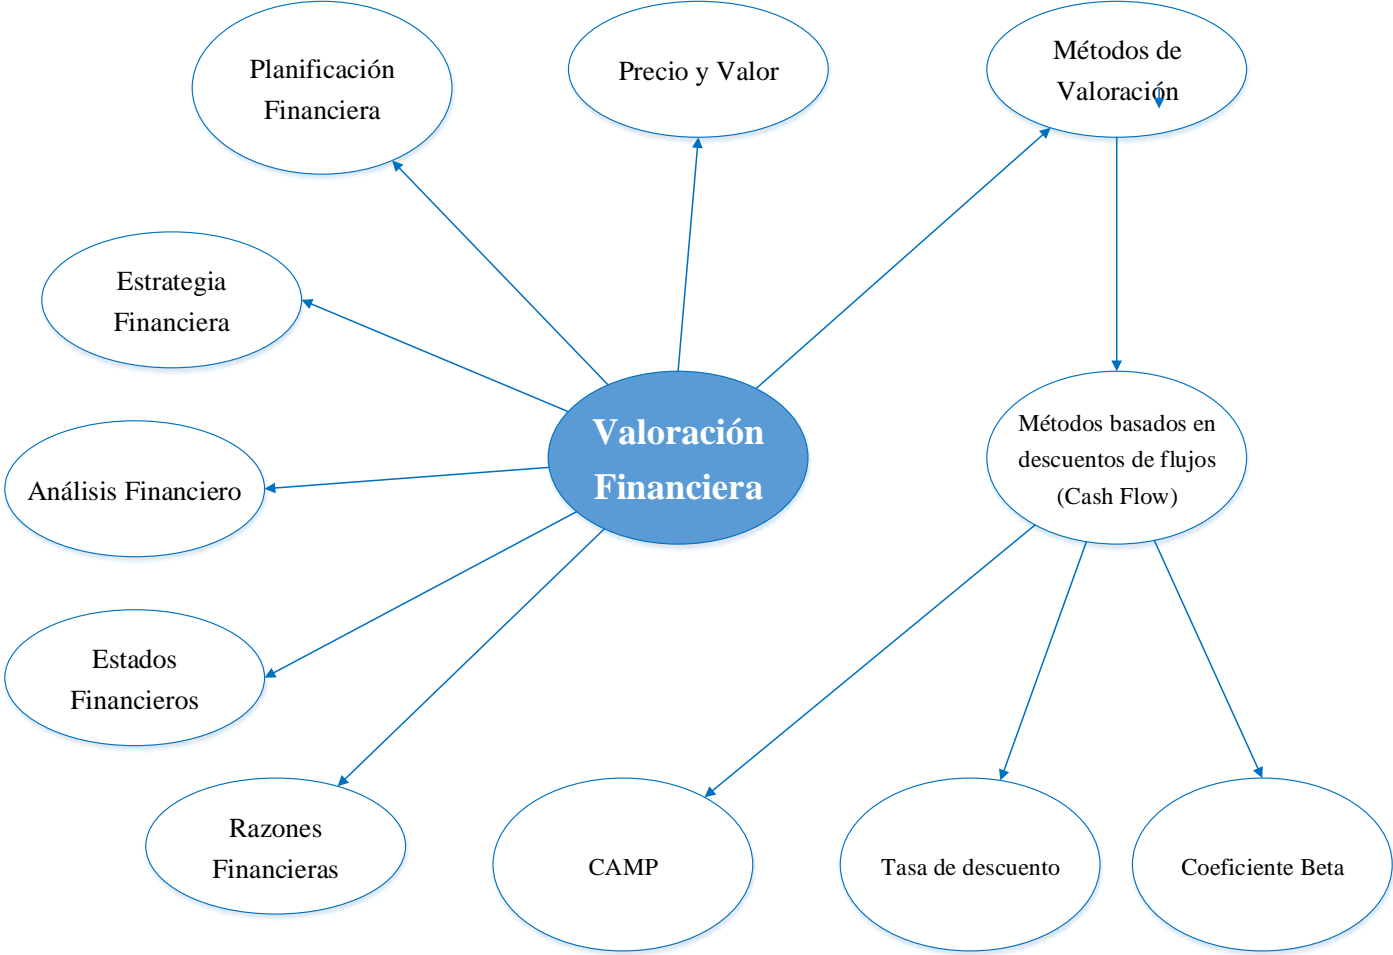 Planificación
Financiera
Precio y Valor
Métodos de
Valoración
Estrategia
Financiera
Valoración
Financiera
Métodos basados en
descuentos de flujos
(Cash Flow)
Análisis Financiero
Estados
Financieros
Razones
Financieras
CAMP
Tasa de descuento
Coeficiente Beta